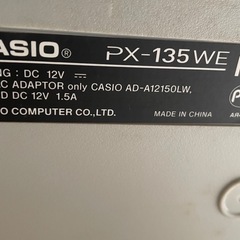 ASIO® PX-135WE
NG: DC 12V ⎓
C ADAPTOR only CASIO AD-A12150LW,
D DC 12V 1.5A
O COMPUTER CO.,LTD. MADE IN CHINA